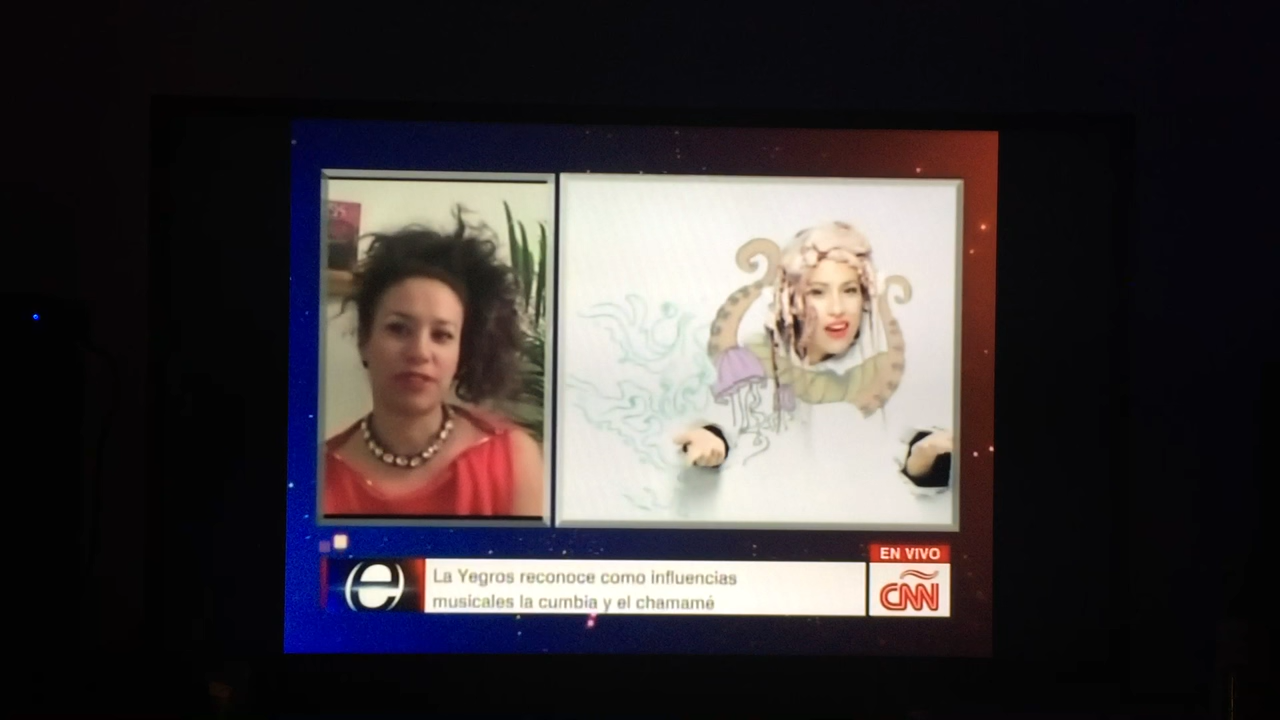 EN VIVO
e
La Yegros reconoce como influencias
musicales la cumbia y el chamamé
CNN